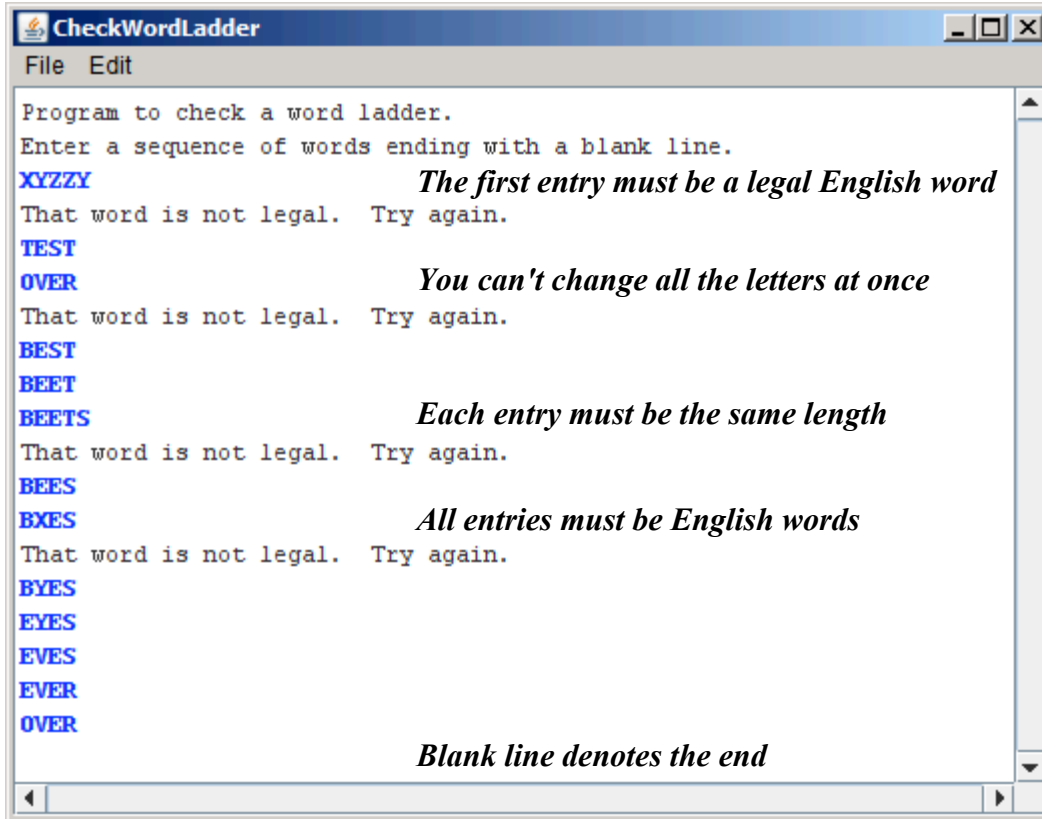 CheckWordLadder
File Edit
Program to check a word ladder.
Enter a sequence of words ending with a blank line.
XYZZY The first entry must be a legal English word
That word is not legal. Try again.
TEST
OVER You can't change all the letters at once
That word is not legal. Try again.
BEST
BEET
BEETS Each entry must be the same length
That word is not legal. Try again.
BEES
BXES All entries must be English words
That word is not legal. Try again.
BYES
EYES
EVES
EVER
OVER
Blank line denotes the end